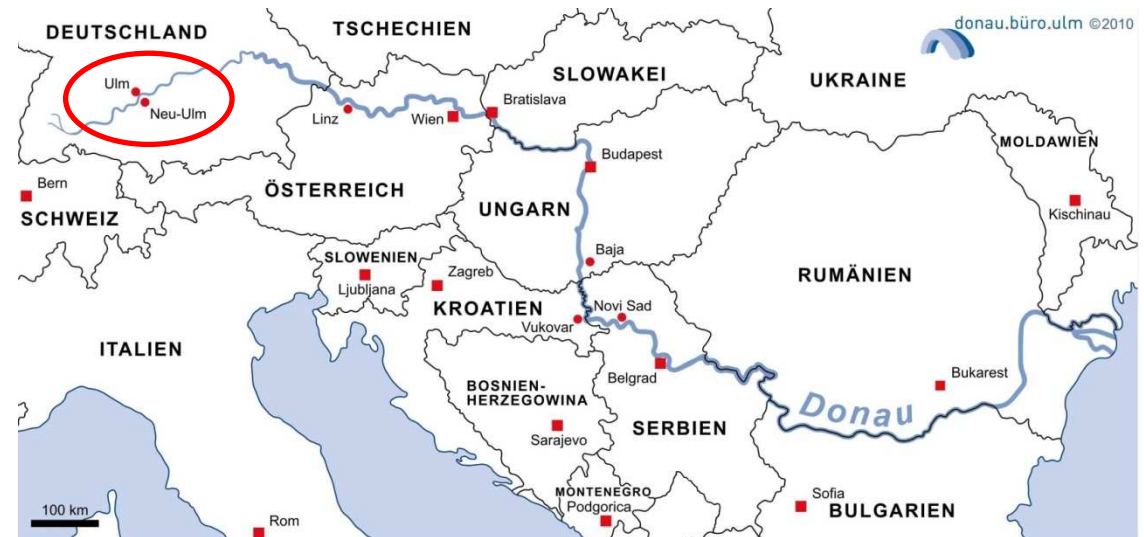 donau.büro.ulm ©2010
DEUTSCHLAND
TSCHECHIEN
SLOWAKEI
UKRAINE
Ulm
Neu-Ulm
Linz
Wien
Bratislava
Budapest
MOLDAWIEN
Kischinau
Bern
SCHWEIZ
ÖSTERREICH
UNGARN
SLOWENIEN
Ljubljana
Zagreb
Baja
RUMÄNIEN
KROATIEN
Novi Sad
Vukovar
ITALIEN
Belgrad
Bukarest
BOSNIEN-
HERZEGOWINA
Donau
Sarajevo
SERBIEN
MONTENEGRO
Podgorica
Sofia
BULGARIEN
100 km
Rom